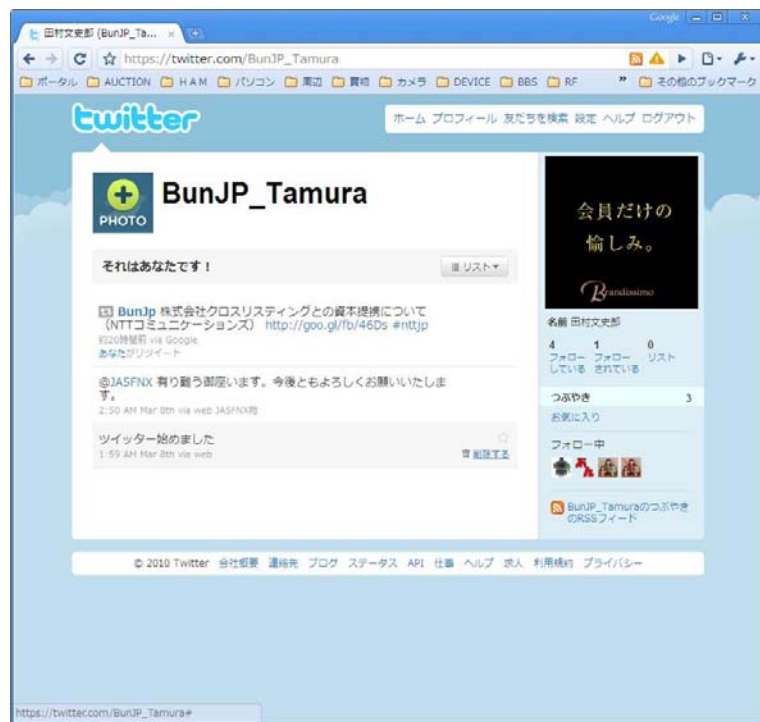 Google
田村文史郎 (BunJP_Ta...
https://twitter.com/BunJP_Tamura
ポータル AUCTION HAM パソコン 周辺 買物 カメラ DEVICE BBS RF » その他のブックマーク
twitter
ホーム プロフィール 友だちを検索 設定 ヘルプ ログアウト
PHOTO
BunJP_Tamura
それはあなたです！
リスト▼
BunJp 株式会社クロスリスティングとの資本提携について
（NTTコミュニケーションズ） http://goo.gl/fb/46Ds #nttjp
約20時間前 via Google
あなたがリツイート
@JASFNX 有り難う御座います。今後ともよろしくお願いいたしま
す。
2:50 AM Mar 8th via web JASFNX宛
ツイッター始めました
1:59 AM Mar 8th via web
削除する
会員だけの
愉しみ。
Brandissimo
名前 田村文史郎
4 1 0
フォロー フォロー リスト
している されている
つぶやき 3
お気に入り
フォロー中
BunJP_Tamuraのつぶやき
のRSSフィード
© 2010 Twitter 会社概要 連絡先 ブログ ステータス API 仕事 ヘルプ 求人 利用規約 プライバシー
https://twitter.com/BunJP_Tamura#